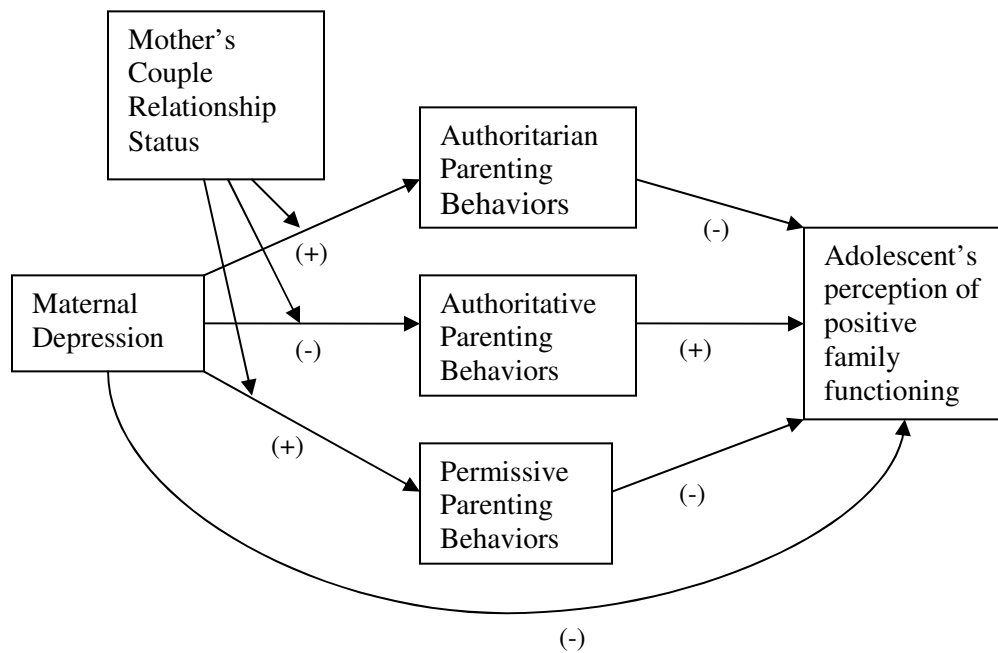 Mother’s
Couple
Relationship
Status
Authoritarian
Parenting
Behaviors
(+)
(-)
Maternal
Depression
Authoritative
Parenting
Behaviors
(-)
(+)
Adolescent’s
perception of
positive
family
functioning
(+)
Permissive
Parenting
Behaviors
(-)
(-)